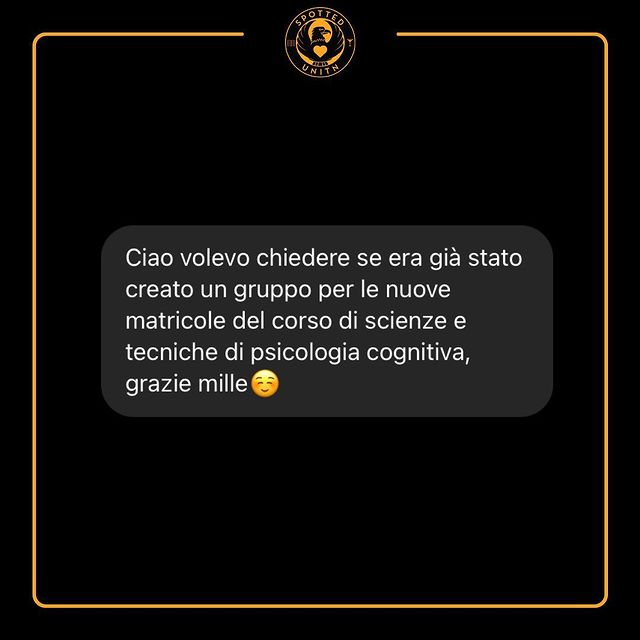 SPOTTED
UNITN
Ciao volevo chiedere se era già stato
creato un gruppo per le nuove
matricole del corso di scienze e
tecniche di psicologia cognitiva,
grazie mille☺️